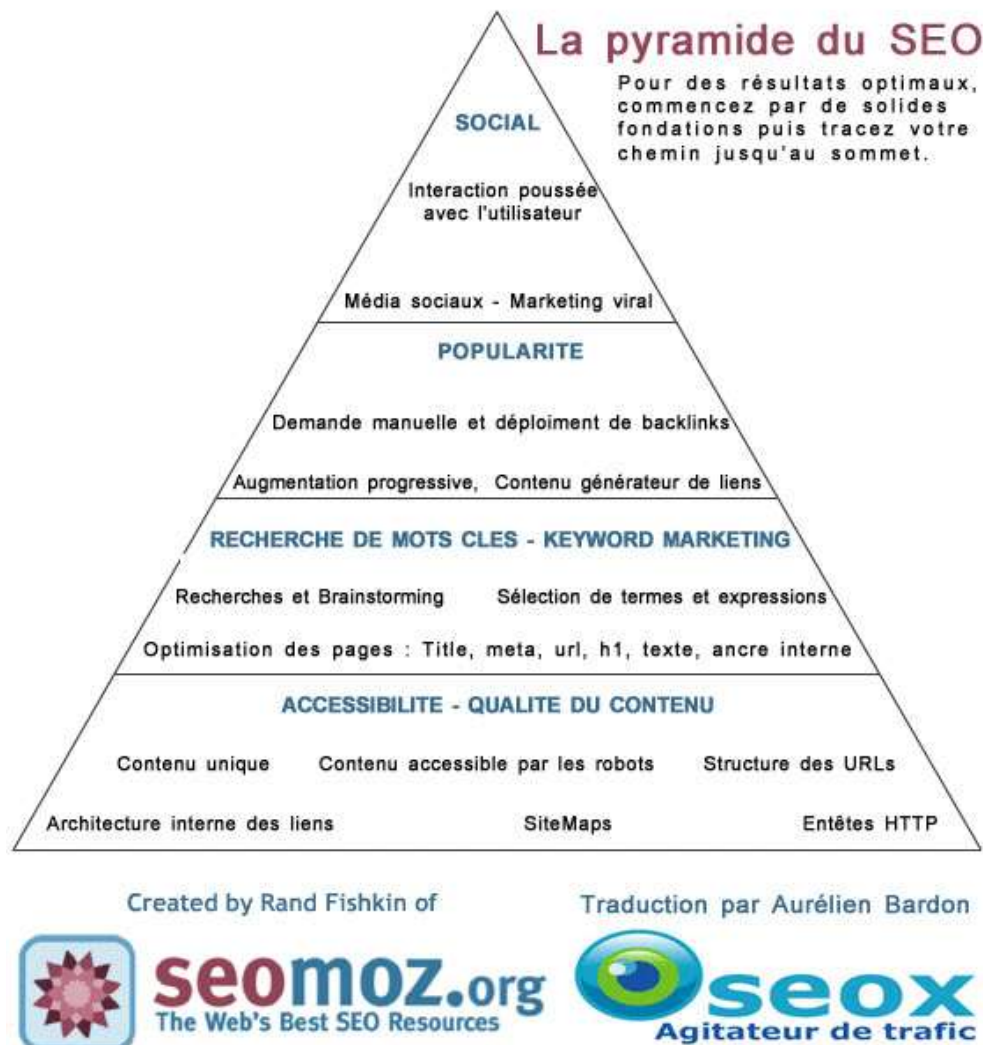 La pyramide du SEO
Pour des résultats optimaux,
commencez par de solides
fondations puis tracez votre
chemin jusqu'au sommet.
SOCIAL
Interaction poussée
avec l'utilisateur
Média sociaux - Marketing viral
POPULARITE
Demande manuelle et déploiment de backlinks
Augmentation progressive, Contenu générateur de liens
RECHERCHE DE MOTS CLES - KEYWORD MARKETING
Recherches et Brainstorming Sélection de termes et expressions
Optimisation des pages : Title, meta, url, h1, texte, ancre interne
ACCESSIBILITE - QUALITE DU CONTENU
Contenu unique Contenu accessible par les robots Structure des URLs
Architecture interne des liens SiteMaps Entêtes HTTP
Created by Rand Fishkin of
seomoz.org
The Web's Best SEO Resources
Traduction par Aurélien Bardon
Oseox
Agitateur de trafic